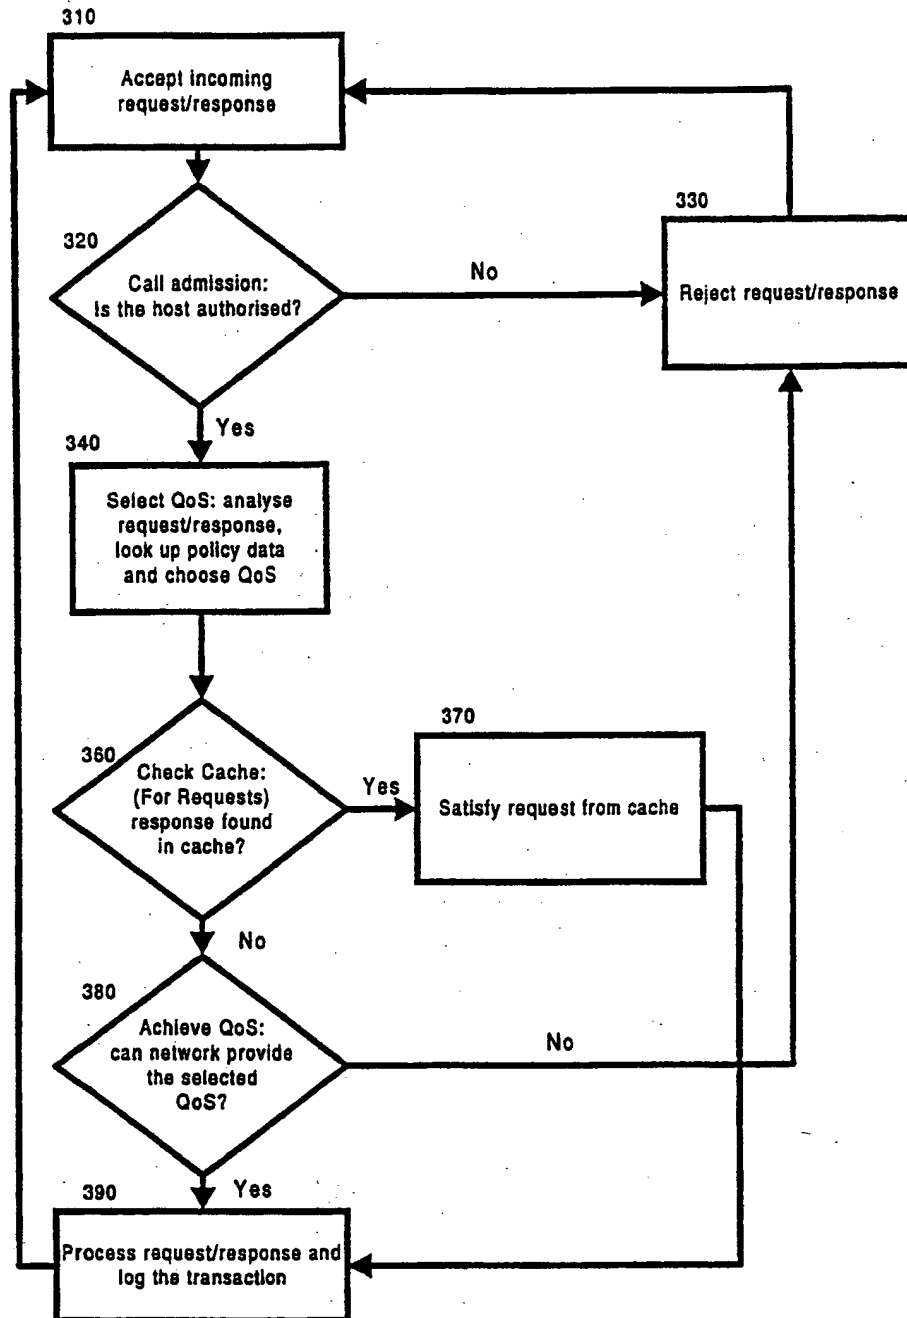 310
Accept incoming
request/response
320
Call admission:
Is the host authorised?
No
330
Reject request/response
Yes
340
Select QoS: analyse
request/response,
look up policy data
and choose QoS
360
Check Cache:
(For Requests)
response found
in cache?
Yes
370
Satisfy request from cache
No
380
Achieve QoS:
can network provide
the selected
QoS?
No
Yes
390
Process request/response and
log the transaction